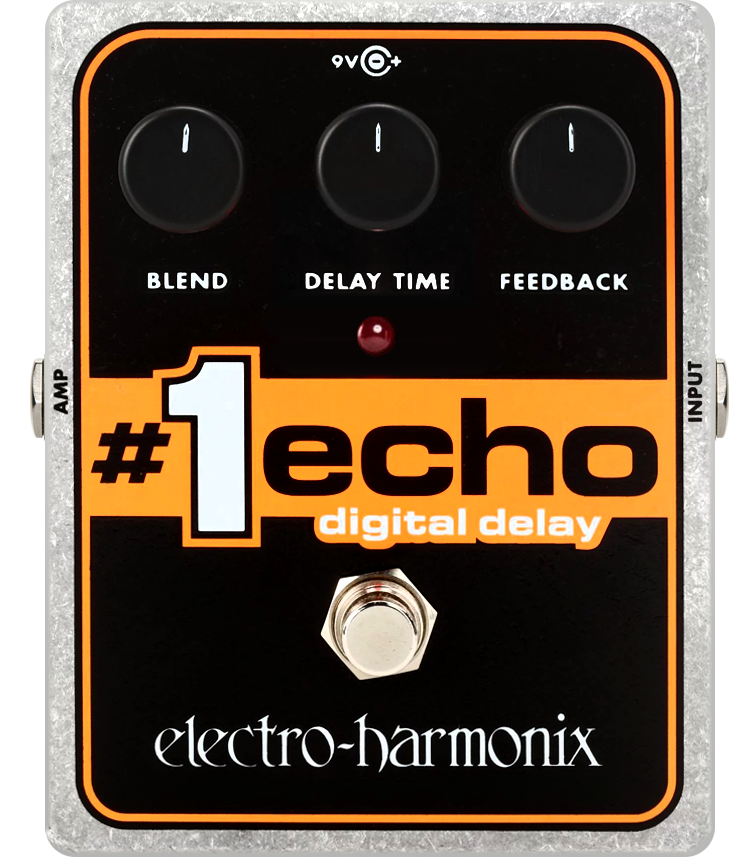 9V +
BLEND DELAY TIME FEEDBACK
AMP
INPUT
#1echo
digital delay
electro-harmonix